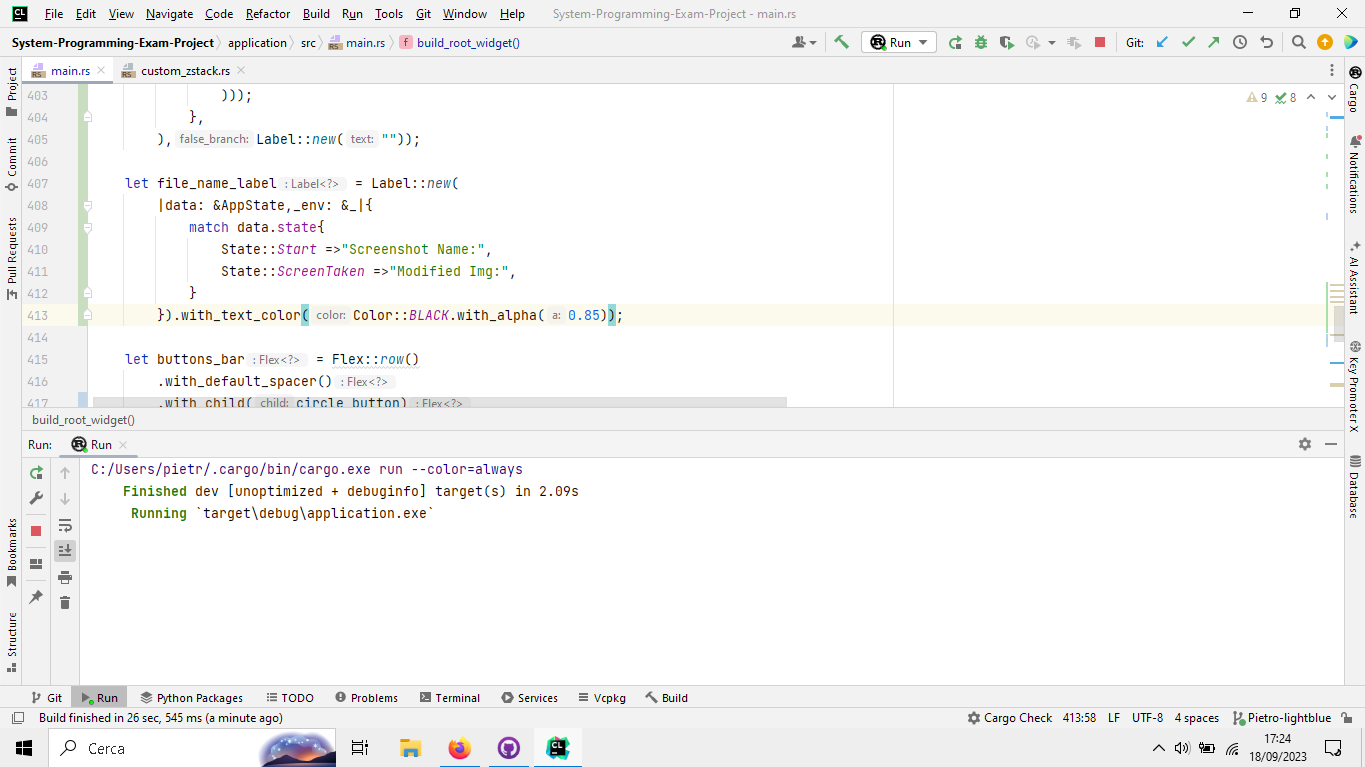 CL File Edit View Navigate Code Refactor Build Run Tools Git Window Help System-Programming-Exam-Project - main.rs
System-Programming-Exam-Project application src main.rs f build_root_widget() Run Git:
Project
Commit
Pull Requests
Bookmarks
Structure
main.rs custom_zstack.rs
9 8
403 )));
404 },
405 ), false_branch: Label::new( text: ""));
406
407 let file_name_label : Label<?> = Label::new(
408 |data: &AppState,_env: &_|{
409 match data.state{
410 State::Start =>"Screenshot Name:",
411 State::ScreenTaken =>"Modified Img:",
412 }
413 }).with_text_color( color: Color::BLACK.with_alpha( a: 0.85));
414
415 let buttons_bar : Flex<?> = Flex::row()
416 .with_default_spacer() : Flex<?>
417 .with_child( child: circle_button) : Flex<?>
build_root_widget()
Cargo
Notifications
AI Assistant
Key Promoter X
Database
Run: Run
C:/Users/pietr/.cargo/bin/cargo.exe run --color=always
Finished dev [unoptimized + debuginfo] target(s) in 2.09s
Running `target\debug\application.exe`
Git Run Python Packages TODO Problems Terminal Services Vcpkg Build
Build finished in 26 sec, 545 ms (a minute ago) Cargo Check 413:58 LF UTF-8 4 spaces Pietro-lightblue
Cerca CL 17:24
18/09/2023